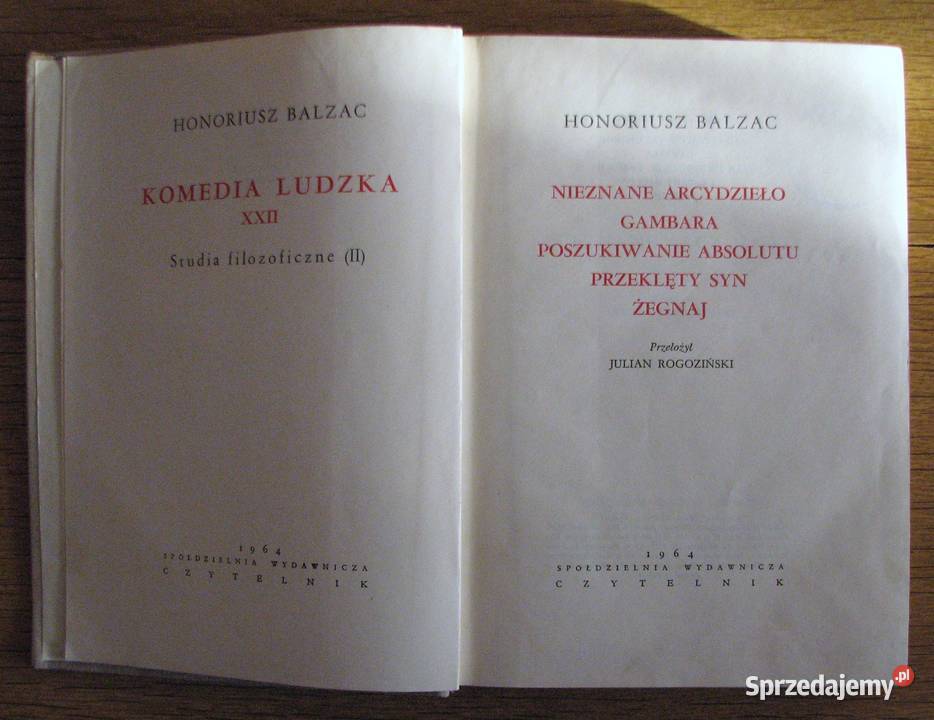 HONORIUSZ BALZAC
KOMEDIA LUDZKA
XXII
Studia filozoficzne (II)
1964
SPÓŁDZIELNIA WYDAWNICZA
CZYTELNIK
HONORIUSZ BALZAC
NIEZNANE ARCYDZIEŁO
GAMBARA
POSZUKIWANIE ABSOLUTU
PRZEKLĘTY SYN
ŻEGNAJ
Przełożył
JULIAN ROGOZIŃSKI
1964
SPÓŁDZIELNIA WYDAWNICZA
CZYTELNIK
Sprzedajemy.pl